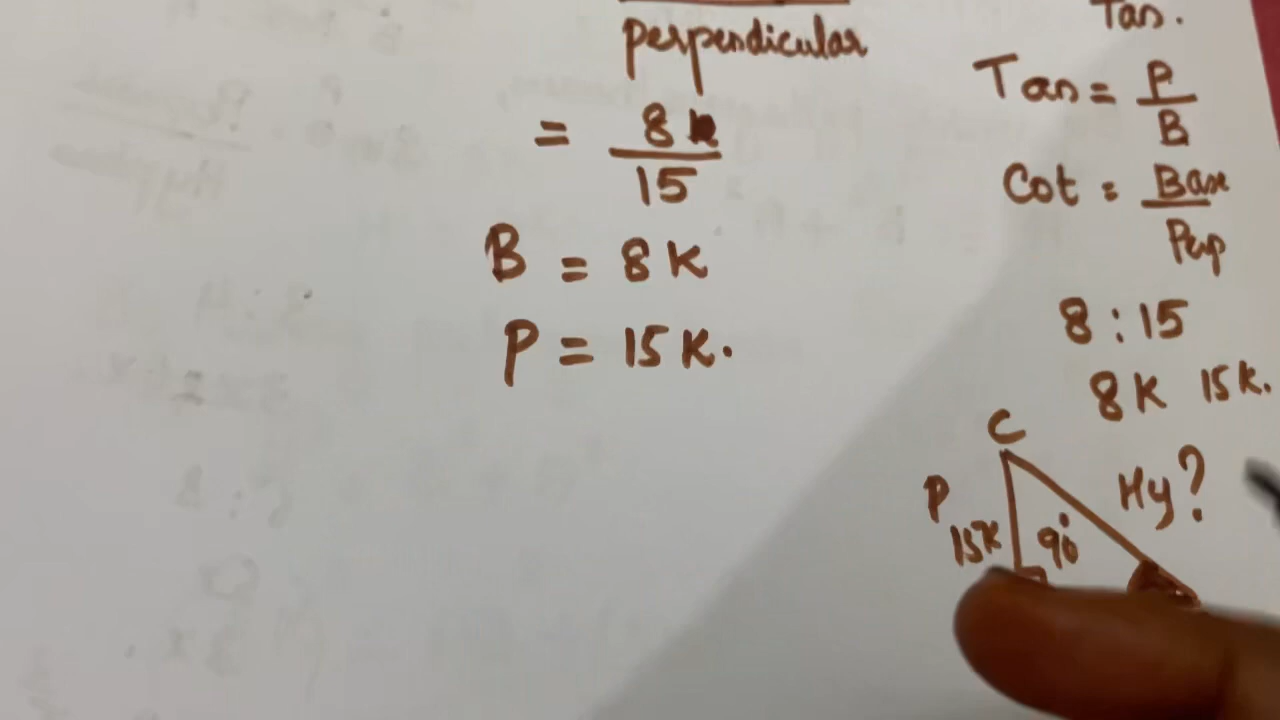 perpendicular
= 8k
15
B = 8K
P = 15K.
Tan.
Tan = P
B
Cot = Base
Perp
8 : 15
8K 15K.
C
P
Hy?
15K 90°